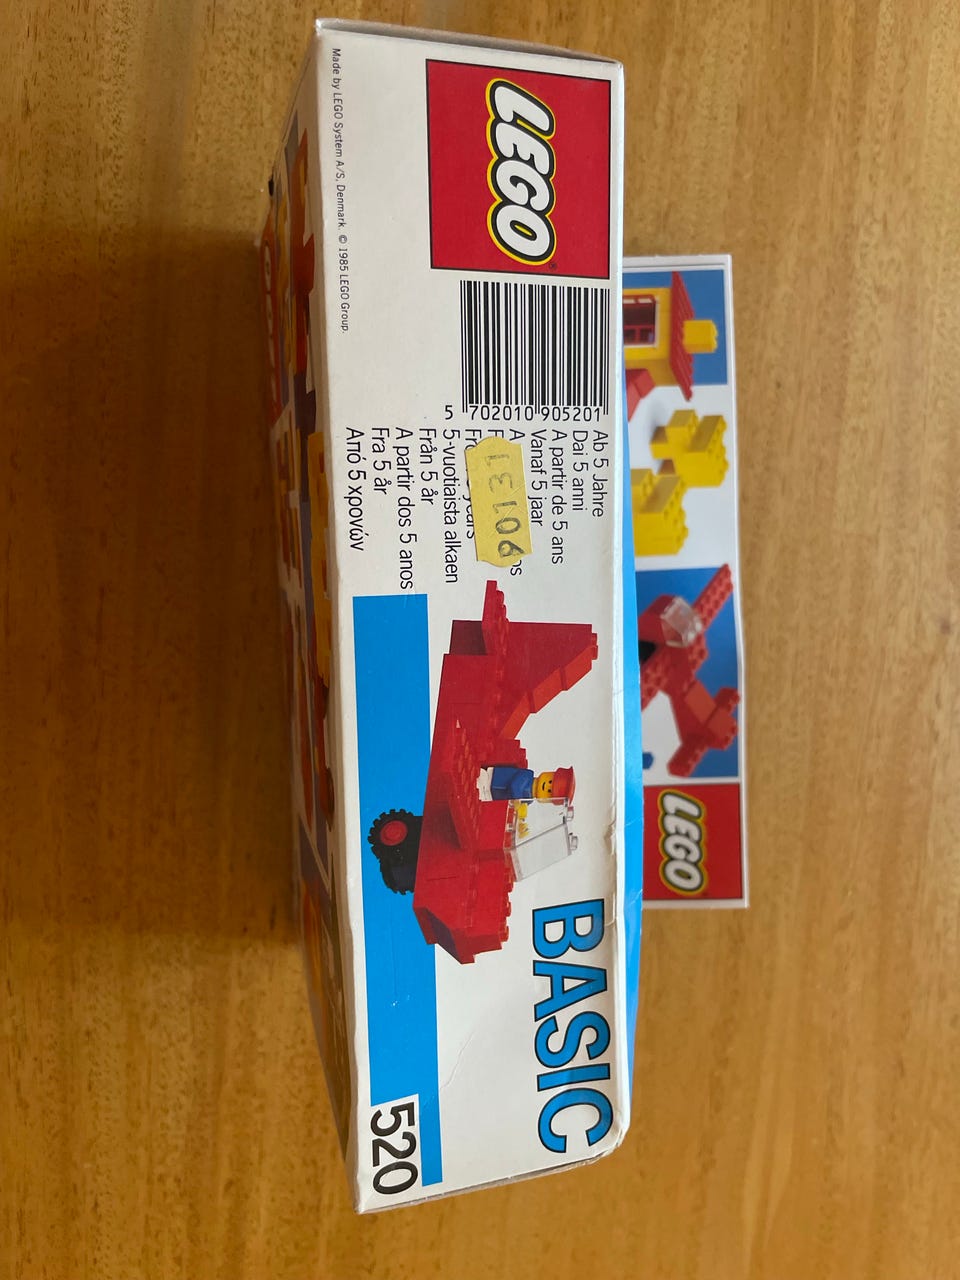 LEGO®
Made by LEGO System A/S, Denmark. © 1985 LEGO Group.
5 702010 905201
Ab 5 Jahre
Dai 5 anni
A partir de 5 ans
Vanaf 5 jaar
years
5-vuotiaista alkaen
Från 5 år
A partir dos 5 anos
Fra 5 år
Από 5 χρονών
BASIC
520
LEGO